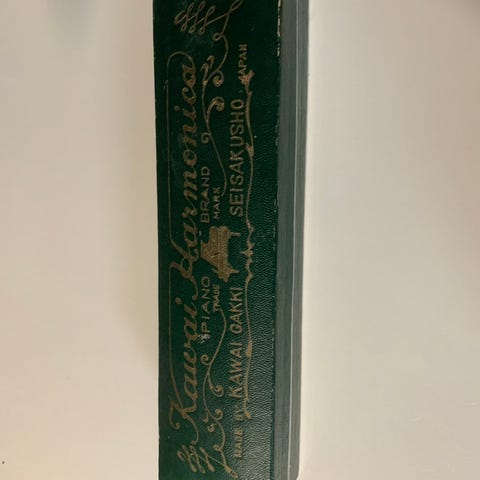 Kawai Harmonica
PIANO BRAND
TRADE MARK
MADE BY KAWAI GAKKI SEISAKUSHO JAPAN